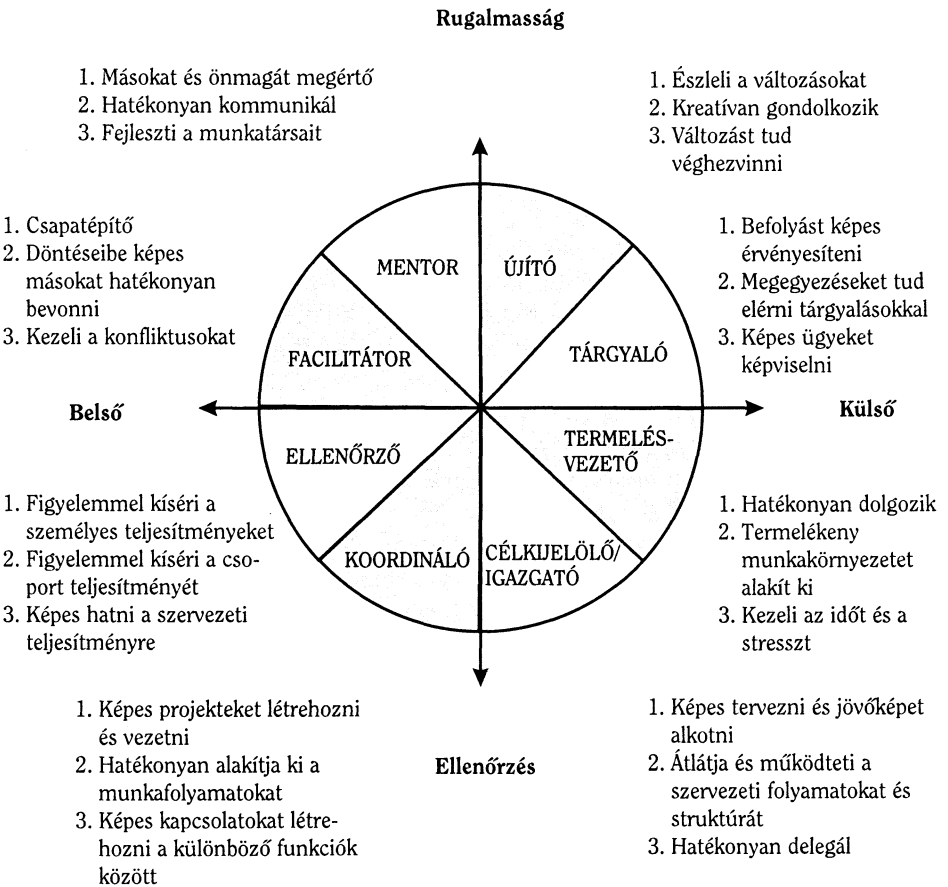 Rugalmasság
1. Másokat és önmagát megértő
2. Hatékonyan kommunikál
3. Fejleszti a munkatársait
1. Észleli a változásokat
2. Kreatívan gondolkozik
3. Változást tud
véghezvinni
1. Csapatépítő
2. Döntéseibe képes
másokat hatékonyan
bevonni
3. Kezeli a konfliktusokat
MENTOR
ÚJÍTÓ
FACILITÁTOR
TÁRGYALÓ
1. Befolyást képes
érvényesíteni
2. Megegyezéseket tud
elérni tárgyalásokkal
3. Képes ügyeket
képviselni
Belső
Külső
ELLENŐRZŐ
TERMELÉS-
VEZETŐ
KOORDINÁLÓ
CÉLKIJELÖLŐ/
IGAZGATÓ
1. Figyelemmel kíséri a
személyes teljesítményeket
2. Figyelemmel kíséri a cso-
port teljesítményét
3. Képes hatni a szervezeti
teljesítményre
1. Hatékonyan dolgozik
2. Termelékeny
munkakörnyezetet
alakít ki
3. Kezeli az időt és a
stresszt
1. Képes projekteket létrehozni
és vezetni
2. Hatékonyan alakítja ki a
munkafolyamatokat
3. Képes kapcsolatokat létre-
hozni a különböző funkciók
között
Ellenőrzés
1. Képes tervezni és jövőképet
alkotni
2. Átlátja és működteti a
szervezeti folyamatokat és
struktúrát
3. Hatékonyan delegál